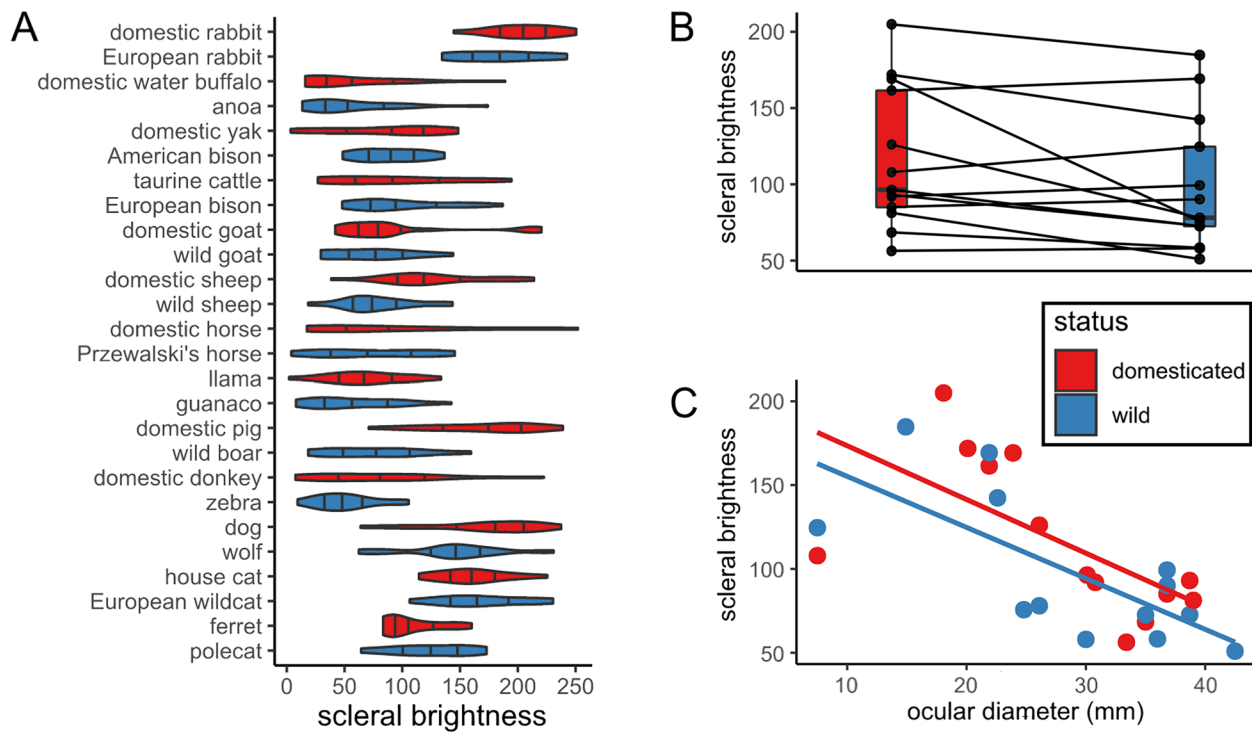 A
domestic rabbit
European rabbit
domestic water buffalo
anoa
domestic yak
American bison
taurine cattle
European bison
domestic goat
wild goat
domestic sheep
wild sheep
domestic horse
Przewalski's horse
llama
guanaco
domestic pig
wild boar
domestic donkey
zebra
dog
wolf
house cat
European wildcat
ferret
polecat
0 50 100 150 200 250
scleral brightness
B
scleral brightness
200
150
100
50
status
domesticated
wild
C
scleral brightness
200
150
100
50
10 20 30 40
ocular diameter (mm)